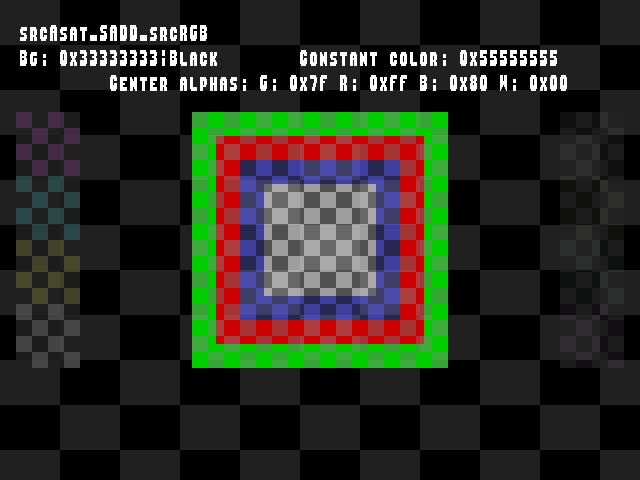 srcAsat_SADD_srcRGB
Bg: 0x33333333;Black Constant color: 0x55555555
Center alphas: G: 0x7F R: 0xFF B: 0x80 W: 0x00